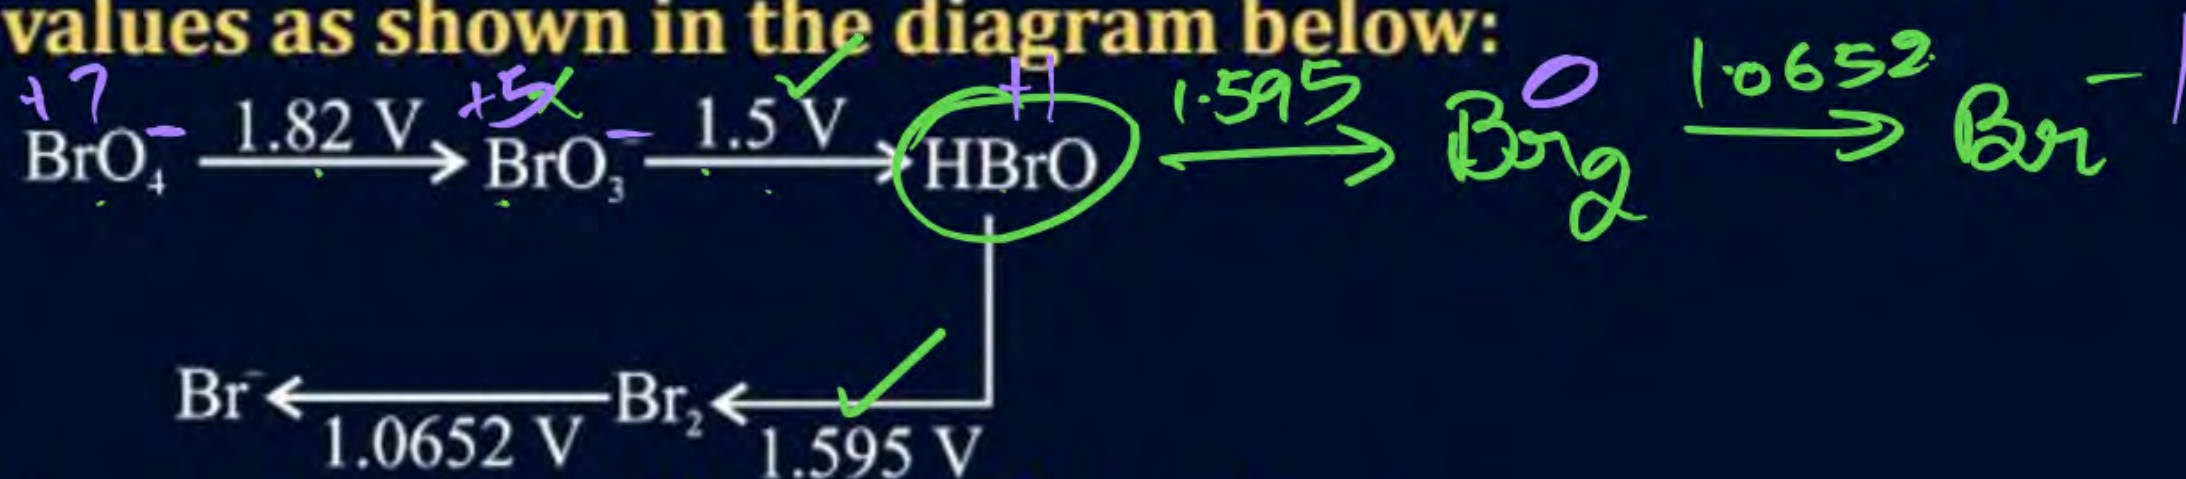 values as shown in the diagram below:
+7 +5 +1 1.595 0 1.0652 -
BrO₄⁻ 1.82 V BrO₃⁻ 1.5 V HBrO Br₂ Br
Br⁻ 1.0652 V Br₂ 1.595 V